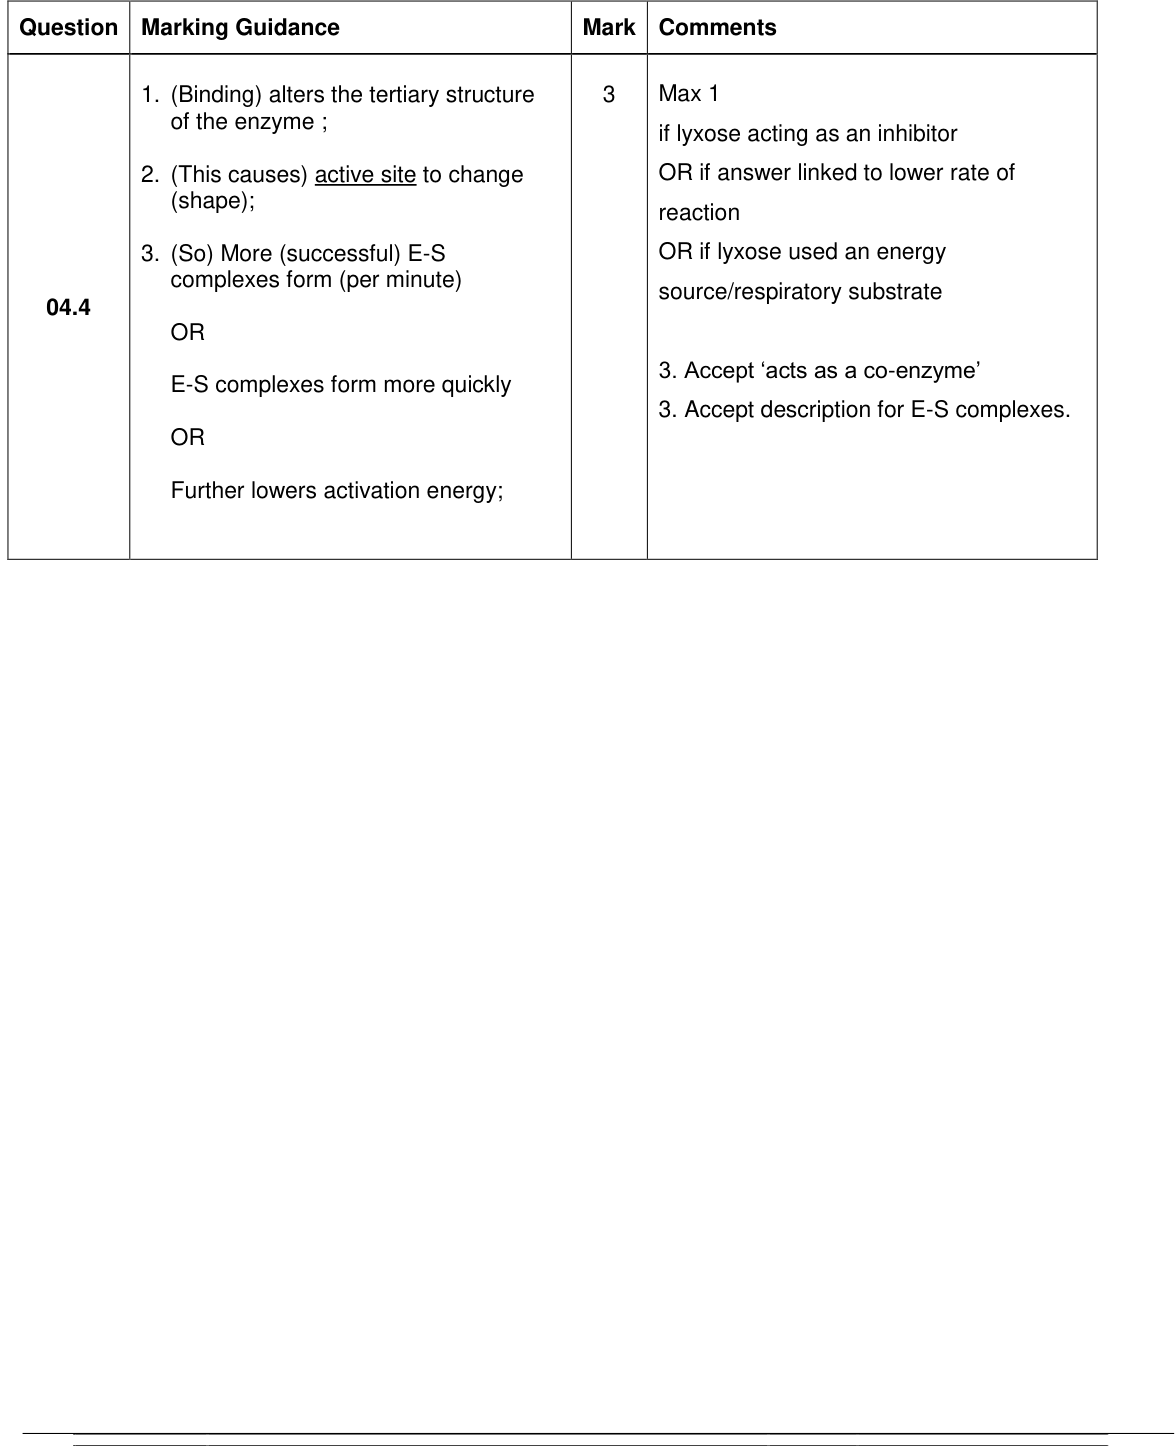 Question Marking Guidance Mark Comments
04.4
1. (Binding) alters the tertiary structure
of the enzyme ;
2. (This causes) active site to change
(shape);
3. (So) More (successful) E-S
complexes form (per minute)
OR
E-S complexes form more quickly
OR
Further lowers activation energy;
3
Max 1
if lyxose acting as an inhibitor
OR if answer linked to lower rate of
reaction
OR if lyxose used an energy
source/respiratory substrate
3. Accept ‘acts as a co-enzyme’
3. Accept description for E-S complexes.